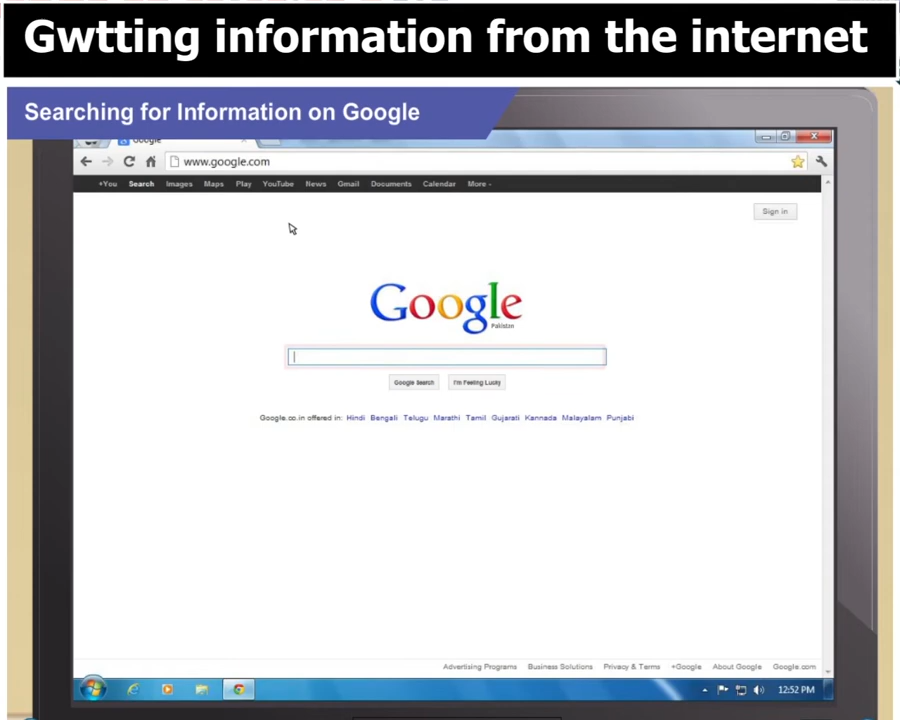 Gwtting information from the internet
Searching for Information on Google
Google
www.google.com
+You Search Images Maps Play YouTube News Gmail Documents Calendar More
Sign in
Google
Pakistan
Google Search I'm Feeling Lucky
Google.co.in offered in: Hindi Bengali Telugu Marathi Tamil Gujarati Kannada Malayalam Punjabi
Advertising Programs Business Solutions Privacy & Terms +Google About Google Google.com
12:52 PM